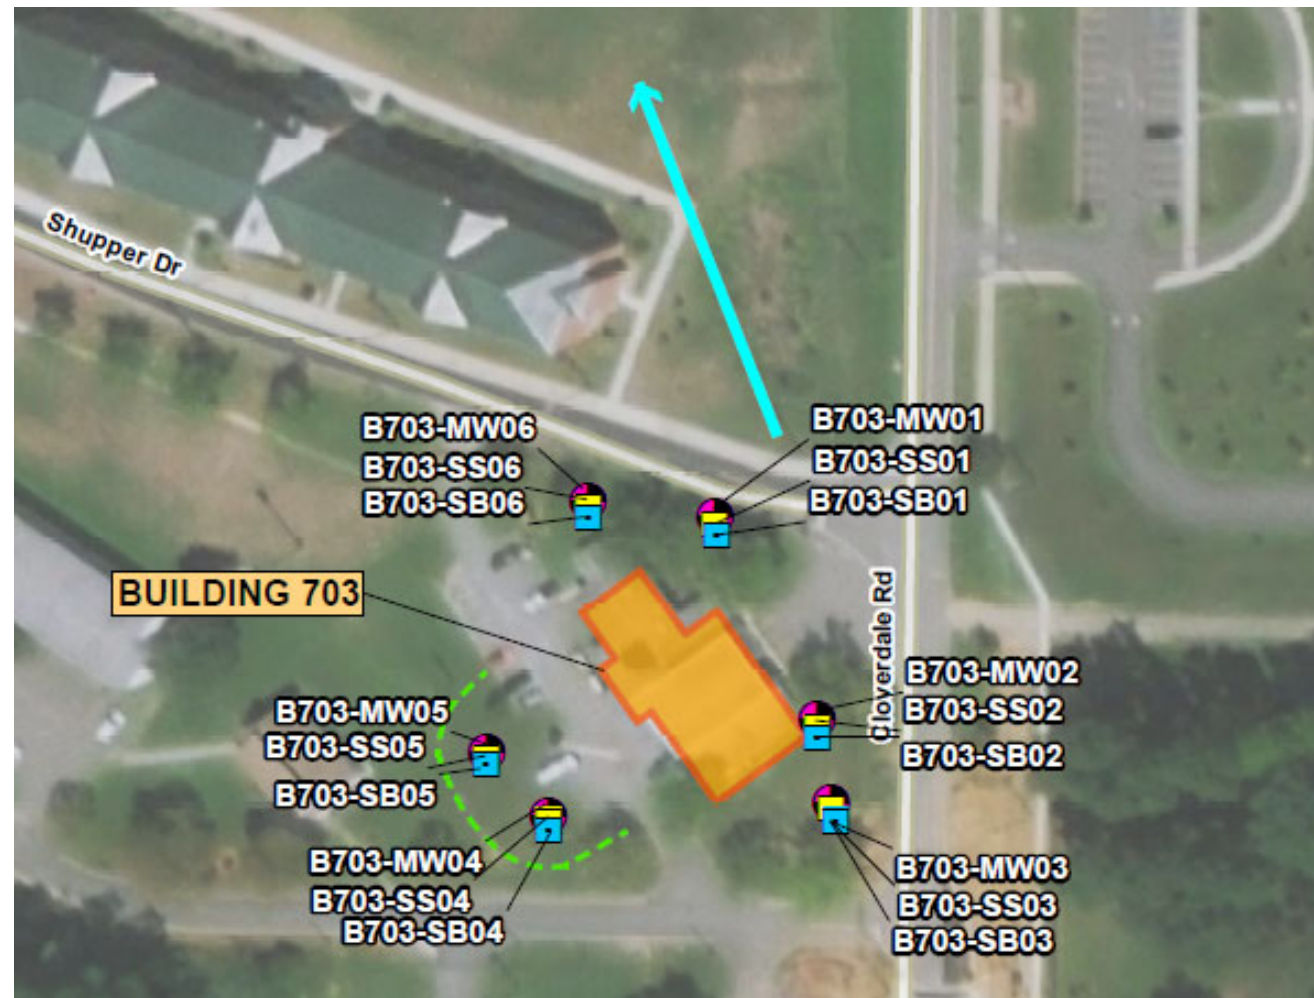 Shupper Dr
B703-MW06
B703-SS06
B703-SB06
B703-MW01
B703-SS01
B703-SB01
BUILDING 703
Cloverdale Rd
B703-MW02
B703-SS02
B703-SB02
B703-MW05
B703-SS05
B703-SB05
B703-MW04
B703-SS04
B703-SB04
B703-MW03
B703-SS03
B703-SB03